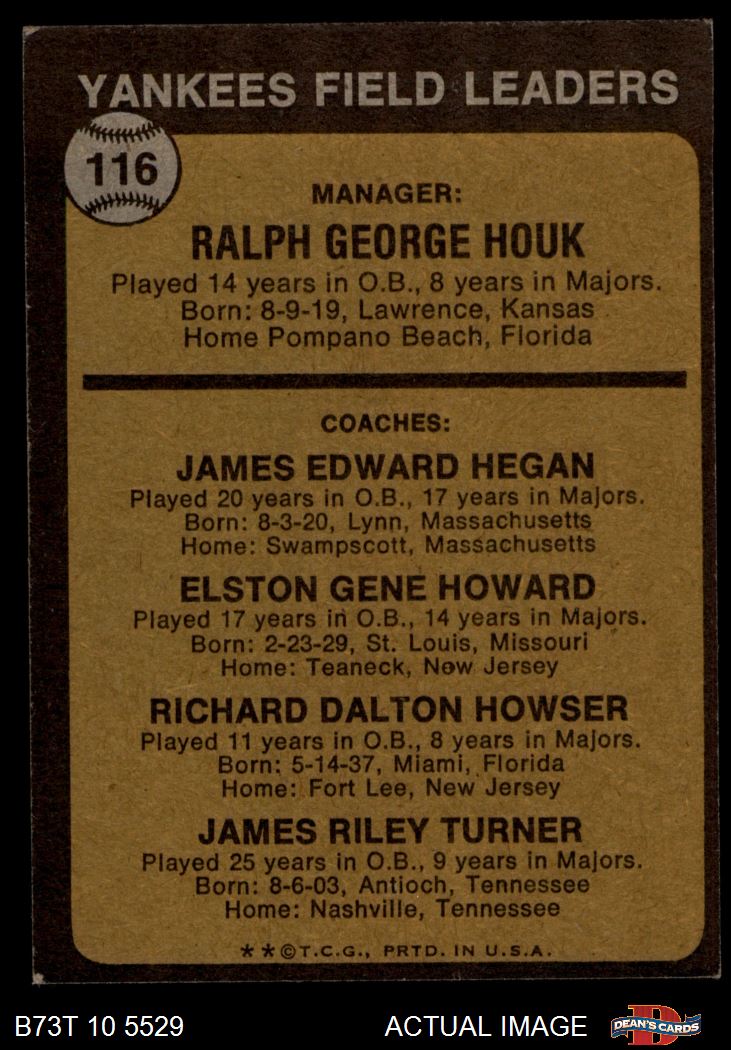 YANKEES FIELD LEADERS
116
MANAGER:
RALPH GEORGE HOUK
Played 14 years in O.B., 8 years in Majors.
Born: 8-9-19, Lawrence, Kansas
Home Pompano Beach, Florida
COACHES:
JAMES EDWARD HEGAN
Played 20 years in O.B., 17 years in Majors.
Born: 8-3-20, Lynn, Massachusetts
Home: Swampscott, Massachusetts
ELSTON GENE HOWARD
Played 17 years in O.B., 14 years in Majors.
Born: 2-23-29, St. Louis, Missouri
Home: Teaneck, New Jersey
RICHARD DALTON HOWSER
Played 11 years in O.B., 8 years in Majors.
Born: 5-14-37, Miami, Florida
Home: Fort Lee, New Jersey
JAMES RILEY TURNER
Played 25 years in O.B., 9 years in Majors.
Born: 8-6-03, Antioch, Tennessee
Home: Nashville, Tennessee
**©T.C.G., PRTD. IN U.S.A.
B73T 10 5529
ACTUAL IMAGE
D
DEAN'S CARDS